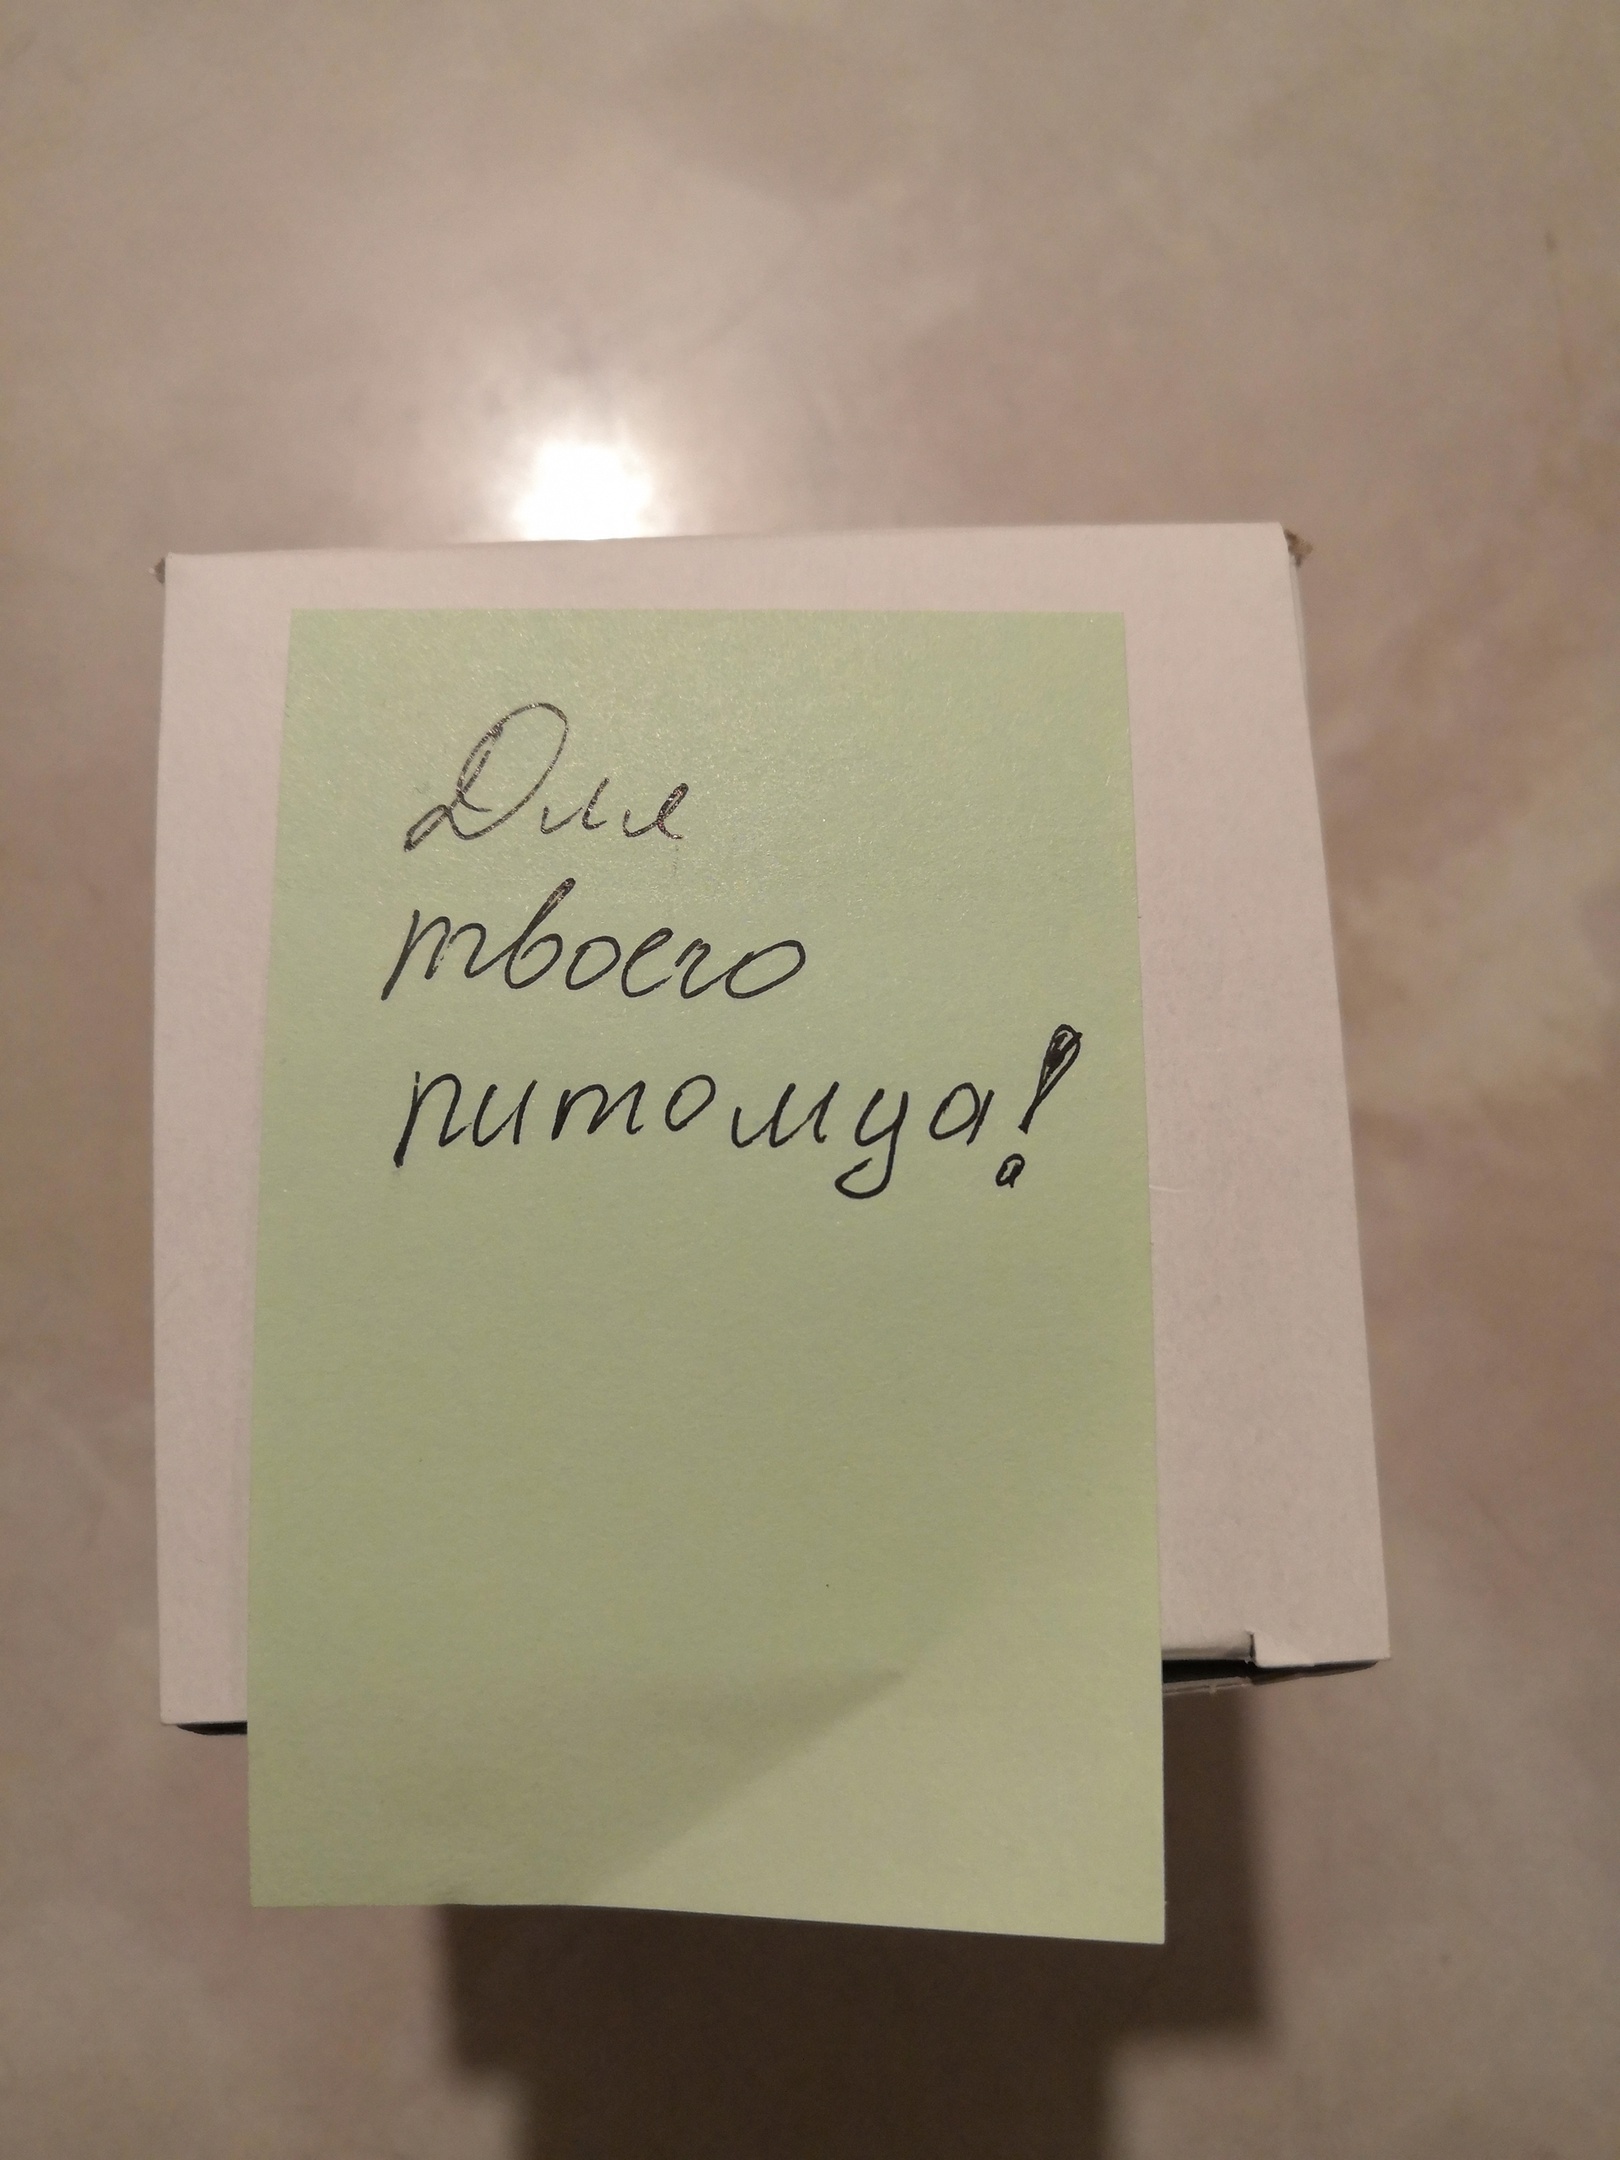 Для
твоего
питомца!